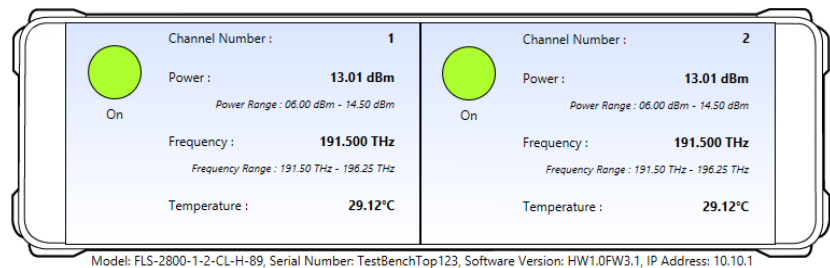 Channel Number : 1
Power : 13.01 dBm
Power Range : 06.00 dBm - 14.50 dBm
On
Frequency : 191.500 THz
Frequency Range : 191.50 THz - 196.25 THz
Temperature : 29.12°C
Channel Number : 2
Power : 13.01 dBm
Power Range : 06.00 dBm - 14.50 dBm
On
Frequency : 191.500 THz
Frequency Range : 191.50 THz - 196.25 THz
Temperature : 29.12°C
Model: FLS-2800-1-2-CL-H-89, Serial Number: TestBenchTop123, Software Version: HW1.0FW3.1, IP Address: 10.10.1